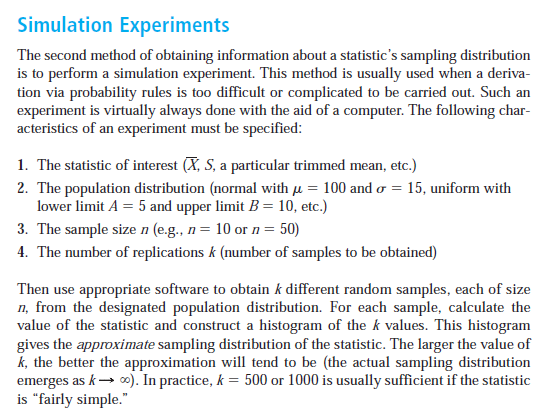 Simulation Experiments
The second method of obtaining information about a statistic's sampling distribution
is to perform a simulation experiment. This method is usually used when a deriva-
tion via probability rules is too difficult or complicated to be carried out. Such an
experiment is virtually always done with the aid of a computer. The following char-
acteristics of an experiment must be specified:
1. The statistic of interest (X̅, S, a particular trimmed mean, etc.)
2. The population distribution (normal with μ = 100 and σ = 15, uniform with
lower limit A = 5 and upper limit B = 10, etc.)
3. The sample size n (e.g., n = 10 or n = 50)
4. The number of replications k (number of samples to be obtained)
Then use appropriate software to obtain k different random samples, each of size
n, from the designated population distribution. For each sample, calculate the
value of the statistic and construct a histogram of the k values. This histogram
gives the approximate sampling distribution of the statistic. The larger the value of
k, the better the approximation will tend to be (the actual sampling distribution
emerges as k → ∞). In practice, k = 500 or 1000 is usually sufficient if the statistic
is “fairly simple.”